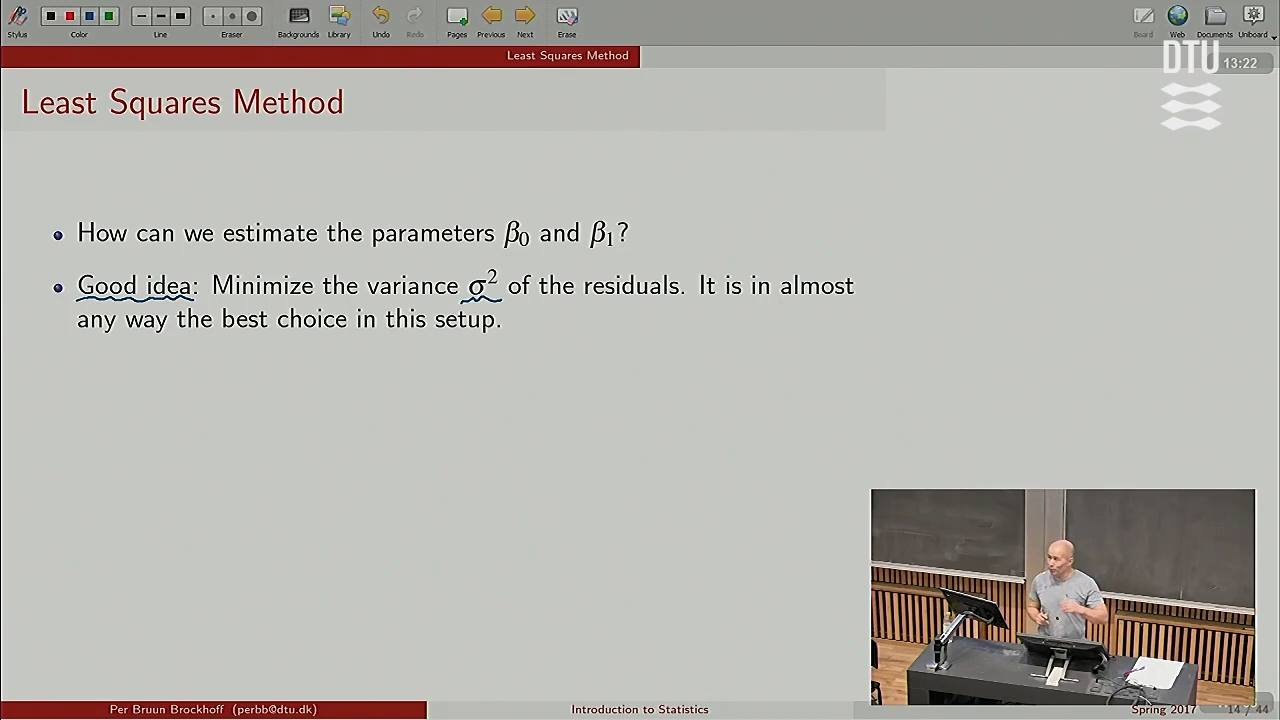 Stylus Color Line Eraser Backgrounds Library Undo Redo Pages Previous Next Erase Board Web Documents Uniboard
Least Squares Method
DTU
13:22
Least Squares Method
How can we estimate the parameters β₀ and β₁?
Good idea: Minimize the variance σ² of the residuals. It is in almost
any way the best choice in this setup.
Per Bruun Brockhoff (perbb@dtu.dk) Introduction to Statistics Spring 2017 14 / 44